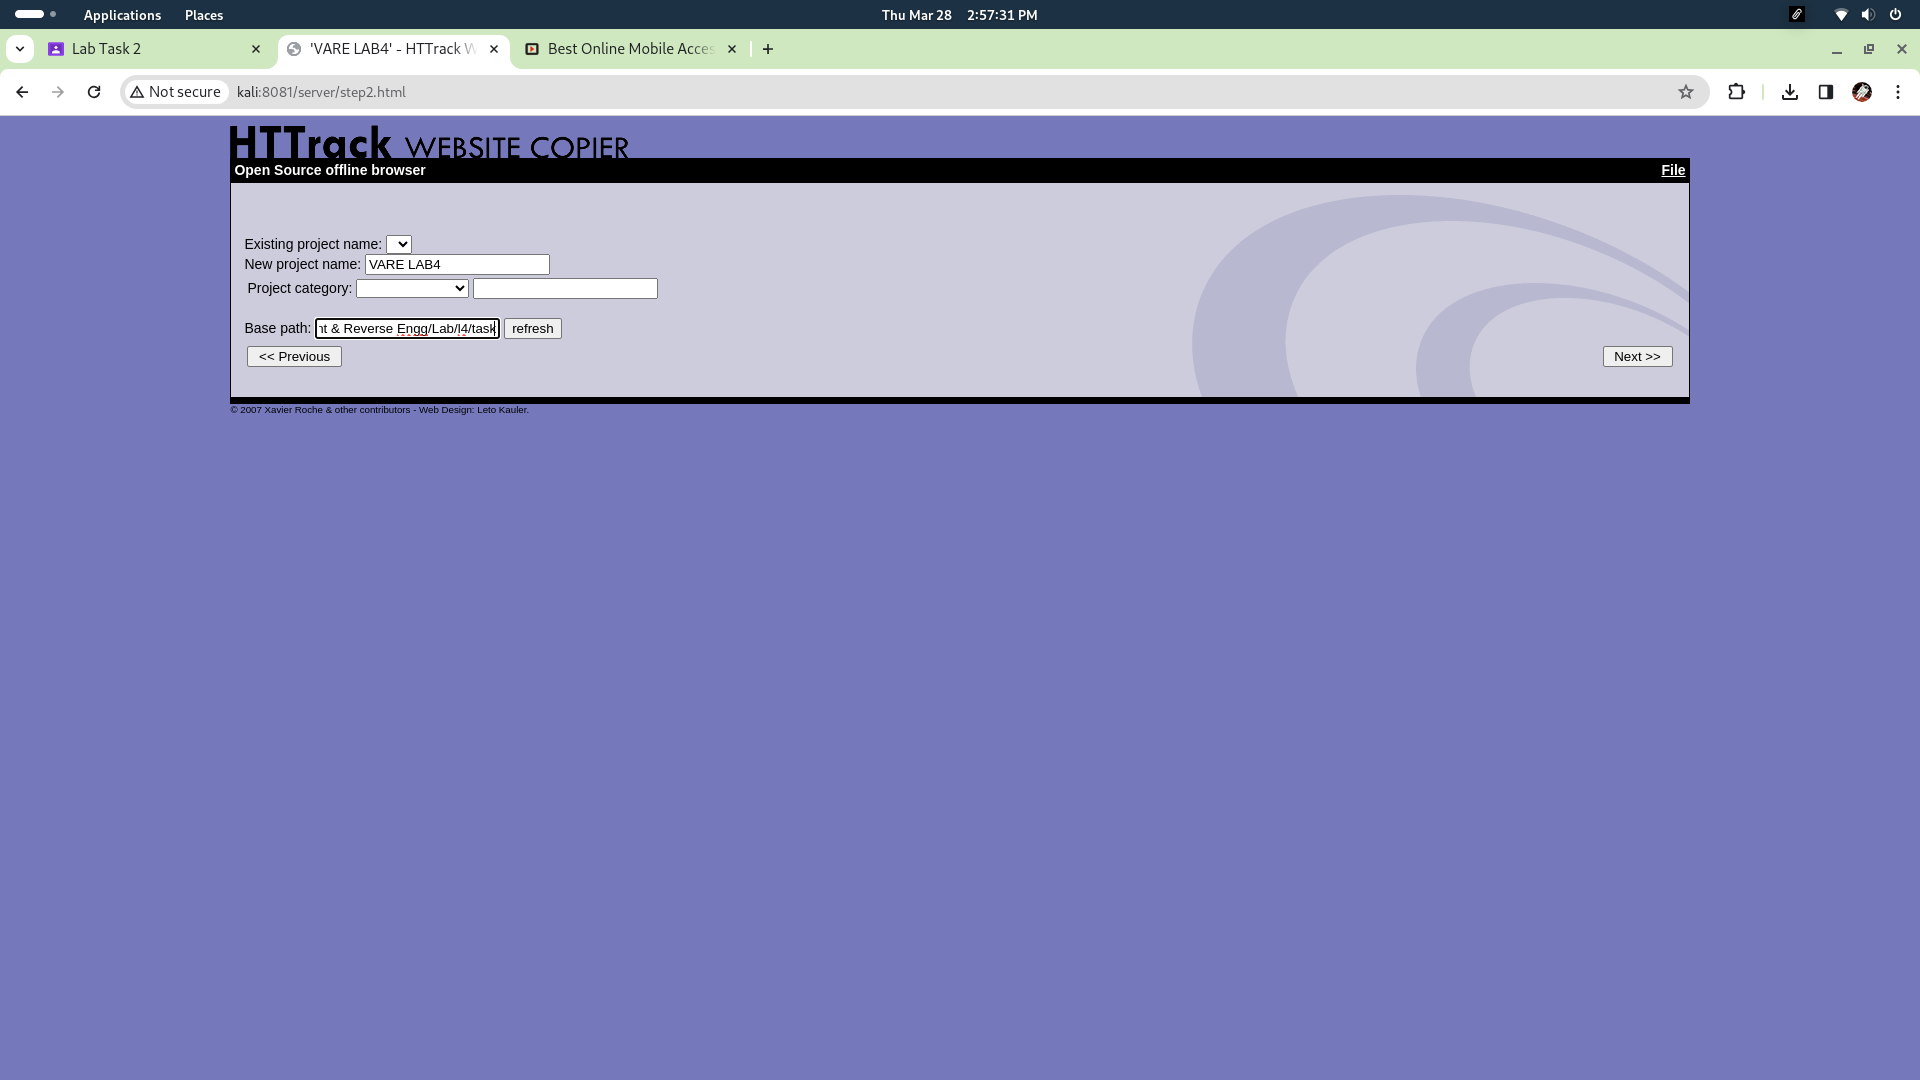 Applications Places Thu Mar 28 2:57:31 PM
Lab Task 2 'VARE LAB4' - HTTrack W Best Online Mobile Acces
Not secure kali:8081/server/step2.html
HTTrack WEBSITE COPIER
Open Source offline browser File
Existing project name:
New project name: VARE LAB4
Project category:
Base path: nt & Reverse Engg/Lab/l4/task refresh
<< Previous Next >>
© 2007 Xavier Roche & other contributors - Web Design: Leto Kauler.